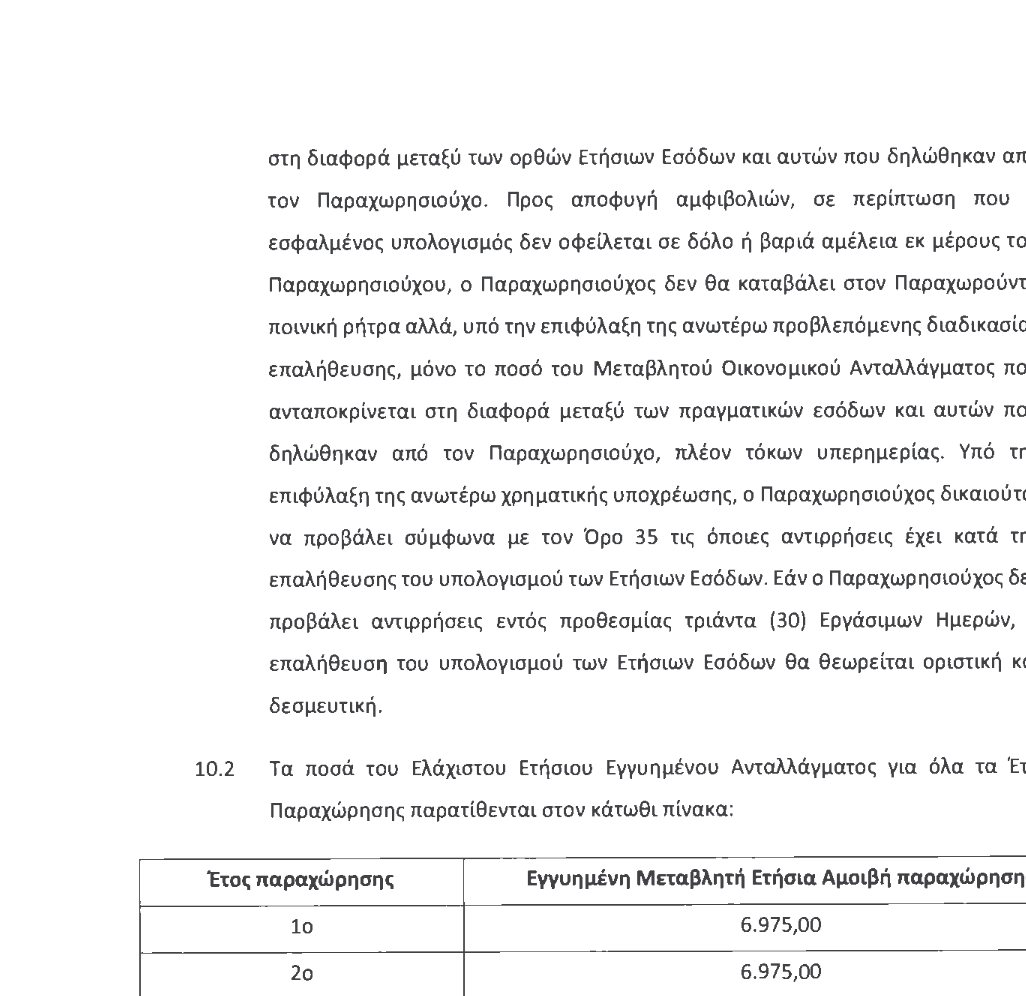 στη διαφορά μεταξύ των ορθών Ετήσιων Εσόδων και αυτών που δηλώθηκαν απ
τον Παραχωρησιούχο. Προς αποφυγή αμφιβολιών, σε περίπτωση που
εσφαλμένος υπολογισμός δεν οφείλεται σε δόλο ή βαριά αμέλεια εκ μέρους το
Παραχωρησιούχου, ο Παραχωρησιούχος δεν θα καταβάλει στον Παραχωρούντ
ποινική ρήτρα αλλά, υπό την επιφύλαξη της ανωτέρω προβλεπόμενης διαδικασία
επαλήθευσης, μόνο το ποσό του Μεταβλητού Οικονομικού Ανταλλάγματος πο
ανταποκρίνεται στη διαφορά μεταξύ των πραγματικών εσόδων και αυτών πο
δηλώθηκαν από τον Παραχωρησιούχο, πλέον τόκων υπερημερίας. Υπό τη
επιφύλαξη της ανωτέρω χρηματικής υποχρέωσης, ο Παραχωρησιούχος δικαιούτα
να προβάλει σύμφωνα με τον Όρο 35 τις όποιες αντιρρήσεις έχει κατά τη
επαλήθευσης του υπολογισμού των Ετήσιων Εσόδων. Εάν ο Παραχωρησιούχος δε
προβάλει αντιρρήσεις εντός προθεσμίας τριάντα (30) Εργάσιμων Ημερών,
επαλήθευση του υπολογισμού των Ετήσιων Εσόδων θα θεωρείται οριστική κα
δεσμευτική.
10.2 Τα ποσά του Ελάχιστου Ετήσιου Εγγυημένου Ανταλλάγματος για όλα τα Έτ
Παραχώρησης παρατίθενται στον κάτωθι πίνακα:
Έτος παραχώρησης Εγγυημένη Μεταβλητή Ετήσια Αμοιβή παραχώρηση
1ο 6.975,00
2ο 6.975,00